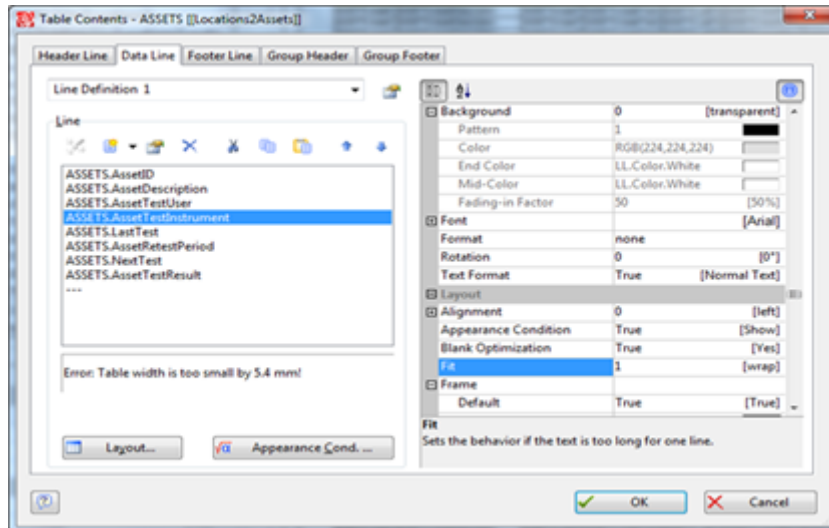 Table Contents - ASSETS [[Locations2Assets]]
Header Line Data Line Footer Line Group Header Group Footer
Line Definition 1
Line
ASSETS.AssetID
ASSETS.AssetDescription
ASSETS.AssetTestUser
ASSETS.AssetTestInstrument
ASSETS.LastTest
ASSETS.AssetRetestPeriod
ASSETS.NextTest
ASSETS.AssetTestResult
---
Error: Table width is too small by 5.4 mm!
Layout...
Appearance Cond. ...
Background 0 [transparent]
Pattern 1
Color RGB(224,224,224)
End Color LL.Color.White
Mid-Color LL.Color.White
Fading-in Factor 50 [50%]
Font [Arial]
Format none
Rotation 0 [0°]
Text Format True [Normal Text]
Layout
Alignment 0 [left]
Appearance Condition True [Show]
Blank Optimization True [Yes]
Fit 1 [wrap]
Frame
Default True [True]
Fit
Sets the behavior if the text is too long for one line.
OK
Cancel